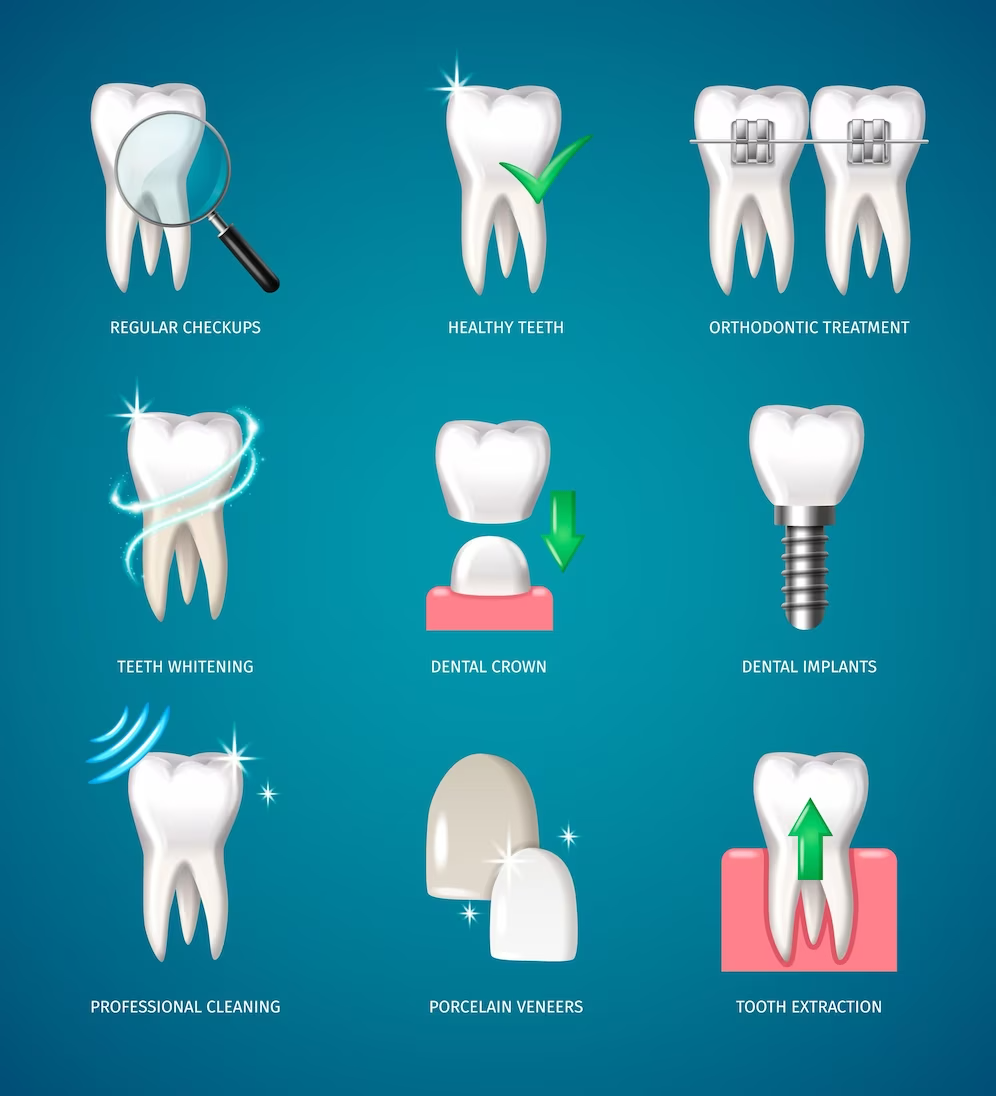 REGULAR CHECKUPS
HEALTHY TEETH
ORTHODONTIC TREATMENT
TEETH WHITENING
DENTAL CROWN
DENTAL IMPLANTS
PROFESSIONAL CLEANING
PORCELAIN VENEERS
TOOTH EXTRACTION